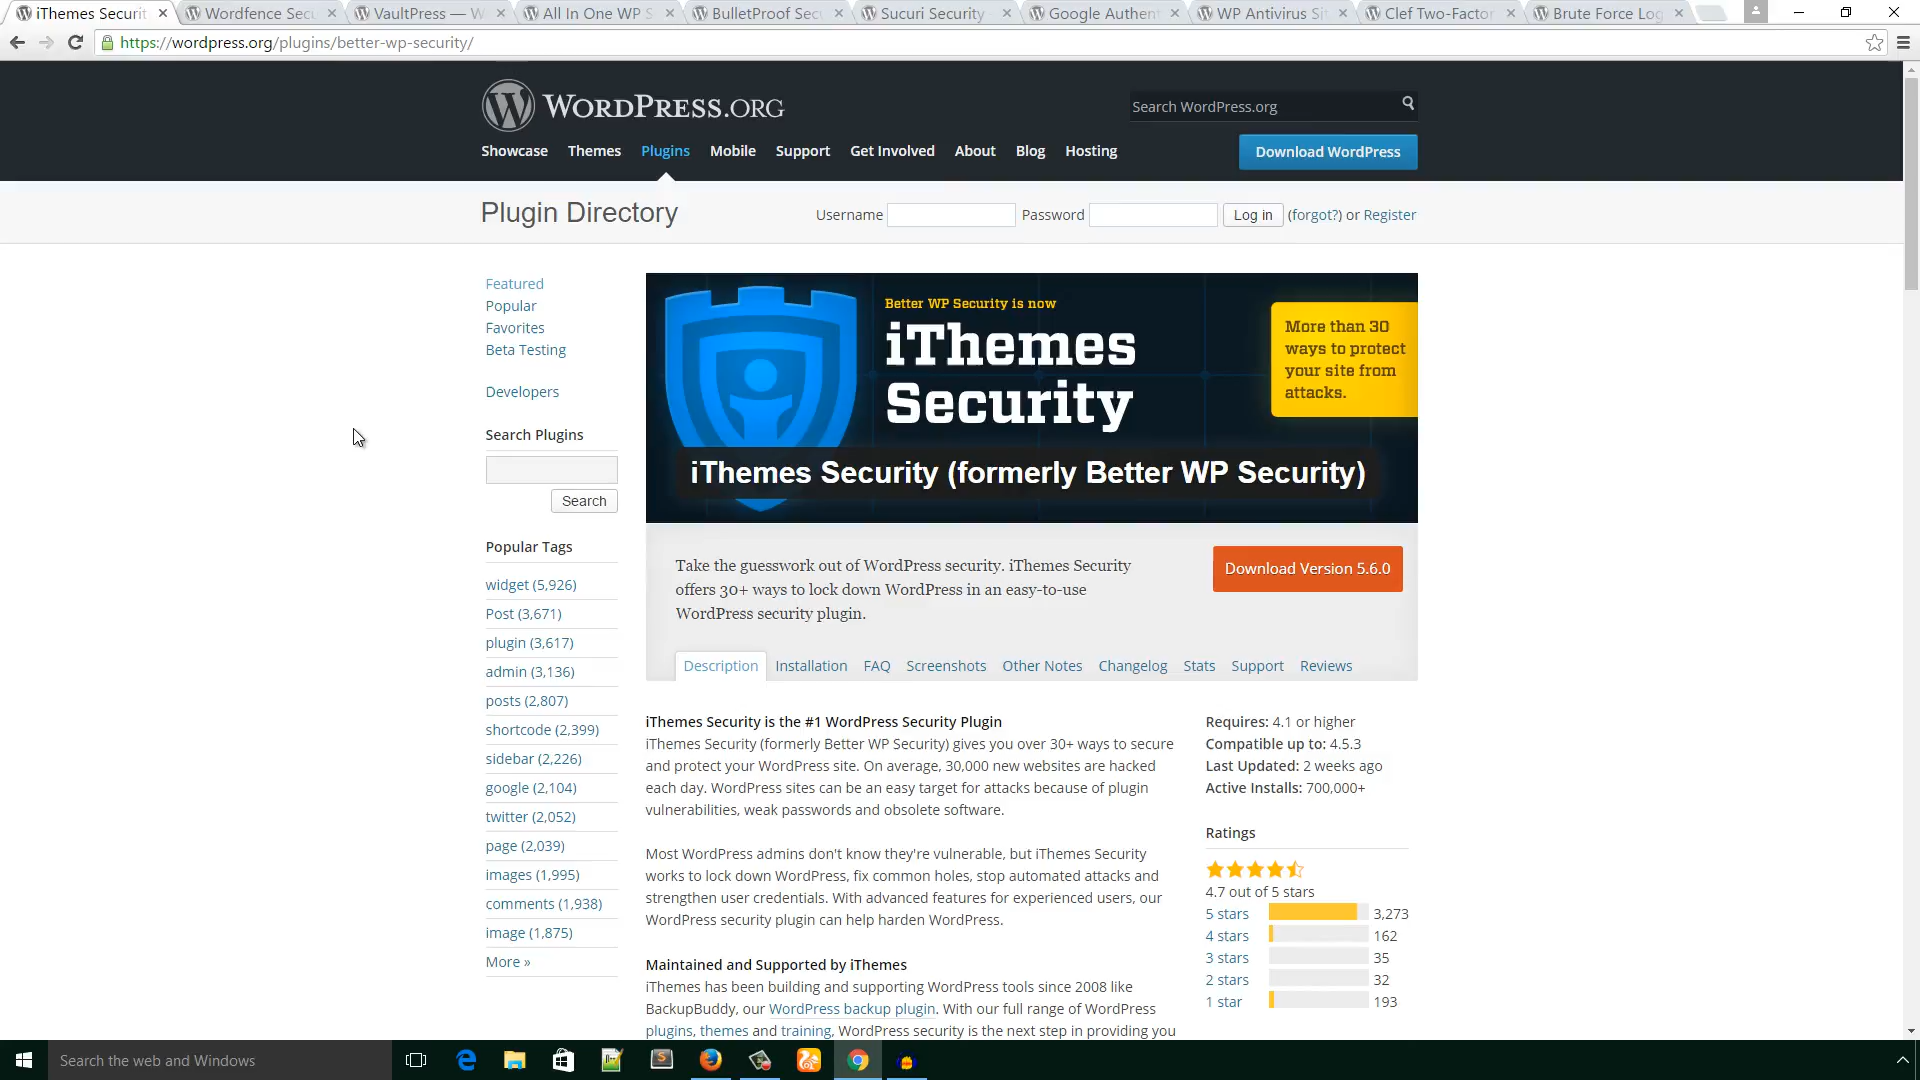 iThemes Securit
Wordfence Sec
VaultPress — W
All In One WP S
BulletProof Sec
Sucuri Security
Google Authent
WP Antivirus Sit
Clef Two-Factor
Brute Force Log
https://wordpress.org/plugins/better-wp-security/
WORDPRESS.ORG
Search WordPress.org
Showcase Themes Plugins Mobile Support Get Involved About Blog Hosting
Download WordPress
Plugin Directory
Username Password Log in (forgot?) or Register
Featured
Popular
Favorites
Beta Testing
Developers
Search Plugins
Search
Popular Tags
widget (5,926)
Post (3,671)
plugin (3,617)
admin (3,136)
posts (2,807)
shortcode (2,399)
sidebar (2,226)
google (2,104)
twitter (2,052)
page (2,039)
images (1,995)
comments (1,938)
image (1,875)
More »
Better WP Security is now
iThemes
Security
More than 30
ways to protect
your site from
attacks.
iThemes Security (formerly Better WP Security)
Take the guesswork out of WordPress security. iThemes Security
offers 30+ ways to lock down WordPress in an easy-to-use
WordPress security plugin.
Download Version 5.6.0
Description Installation FAQ Screenshots Other Notes Changelog Stats Support Reviews
iThemes Security is the #1 WordPress Security Plugin
iThemes Security (formerly Better WP Security) gives you over 30+ ways to secure
and protect your WordPress site. On average, 30,000 new websites are hacked
each day. WordPress sites can be an easy target for attacks because of plugin
vulnerabilities, weak passwords and obsolete software.
Most WordPress admins don't know they're vulnerable, but iThemes Security
works to lock down WordPress, fix common holes, stop automated attacks and
strengthen user credentials. With advanced features for experienced users, our
WordPress security plugin can help harden WordPress.
Maintained and Supported by iThemes
iThemes has been building and supporting WordPress tools since 2008 like
BackupBuddy, our WordPress backup plugin. With our full range of WordPress
plugins, themes and training, WordPress security is the next step in providing you
Requires: 4.1 or higher
Compatible up to: 4.5.3
Last Updated: 2 weeks ago
Active Installs: 700,000+
Ratings
4.7 out of 5 stars
5 stars 3,273
4 stars 162
3 stars 35
2 stars 32
1 star 193
Search the web and Windows